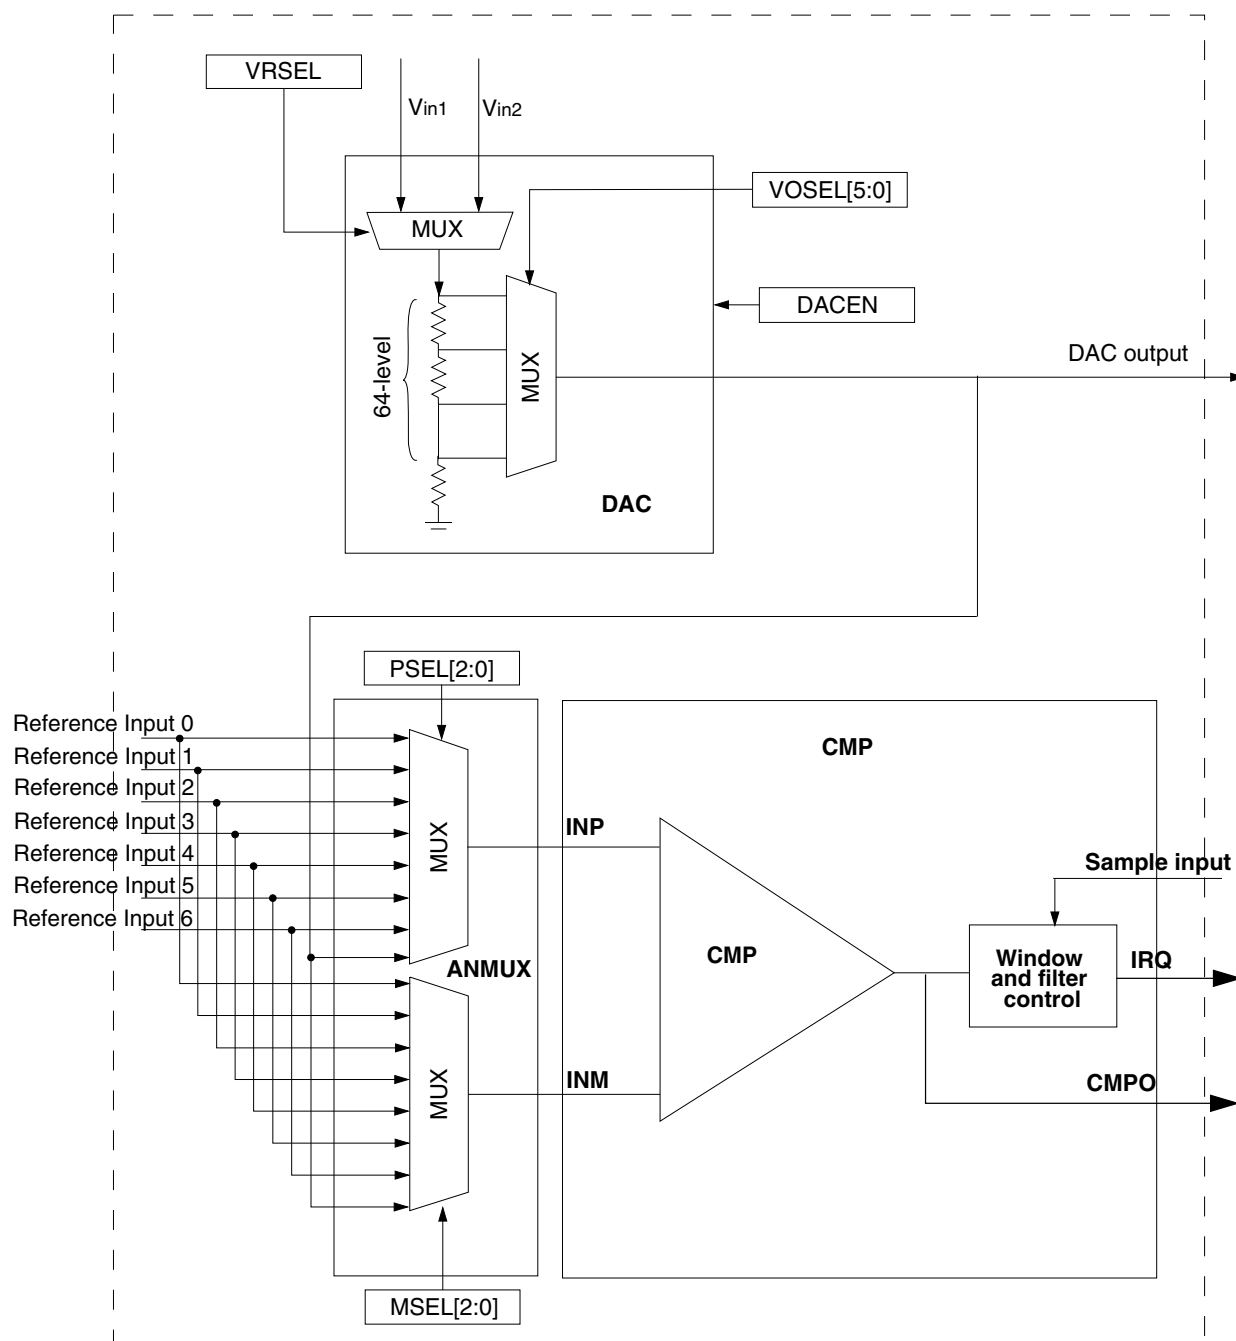 VRSEL
Vin1
Vin2
VOSEL[5:0]
MUX
DACEN
64-level
MUX
DAC output
DAC
PSEL[2:0]
Reference Input 0
Reference Input 1
Reference Input 2
Reference Input 3
Reference Input 4
Reference Input 5
Reference Input 6
MUX
ANMUX
MUX
MSEL[2:0]
CMP
INP
INM
CMP
Sample input
Window
and filter
control
IRQ
CMPO